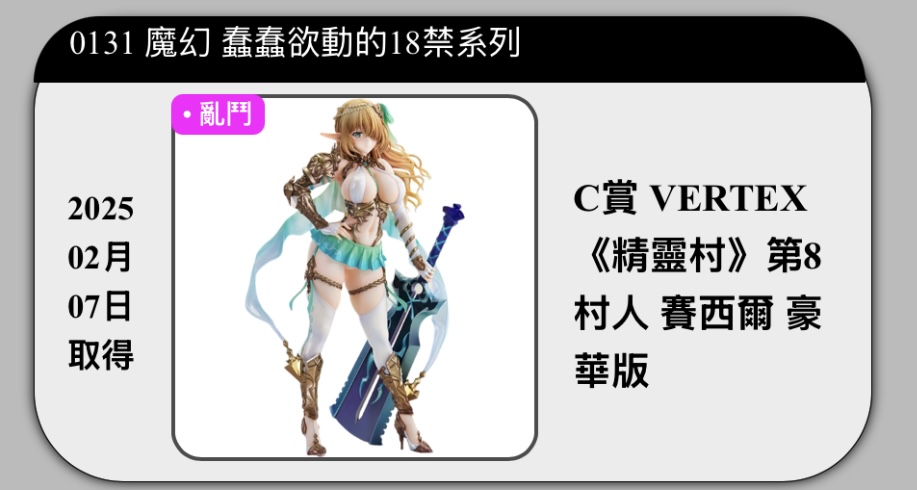 0131 魔幻 蠢蠢欲動的18禁系列
• 亂鬥
2025
02月
07日
取得
C賞 VERTEX
《精靈村》第8
村人 賽西爾 豪
華版